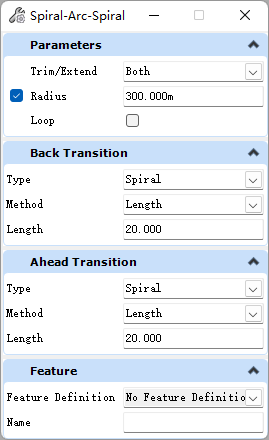 Spiral-Arc-Spiral
Parameters
Trim/Extend Both
Radius 300.000m
Loop
Back Transition
Type Spiral
Method Length
Length 20.000
Ahead Transition
Type Spiral
Method Length
Length 20.000
Feature
Feature Definition No Feature Definitio
Name